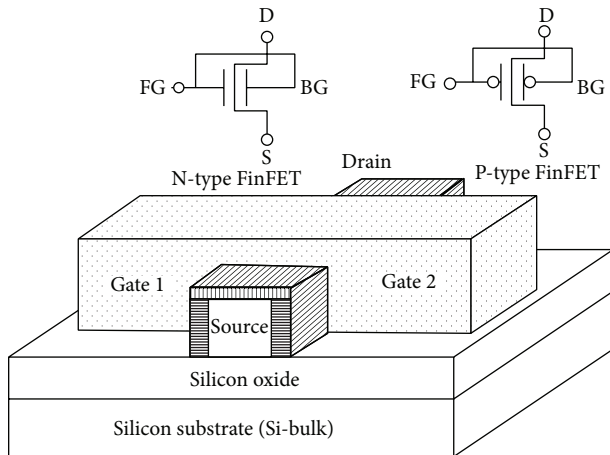 D
D
FG
BG
FG
BG
S
S
N-type FinFET
Drain
P-type FinFET
Gate 1
Gate 2
Source
Silicon oxide
Silicon substrate (Si-bulk)